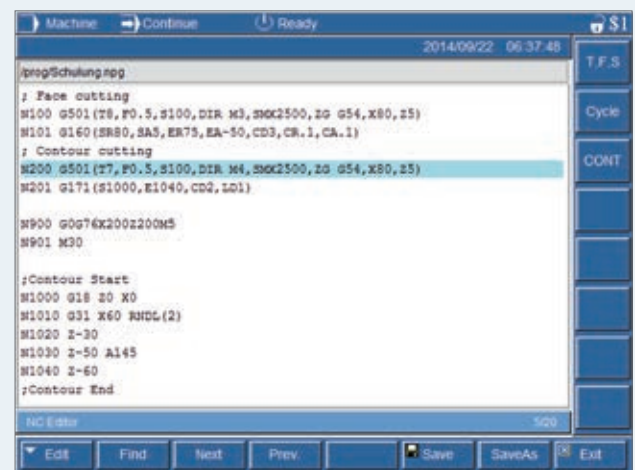 Machine Continue Ready $1
2014/09/22 06:37:48
/prog/Schulung.npg
; Face cutting
N100 G501(T8,F0.5,S100,DIR M3,SMX2500,ZG G54,X80,Z5)
N101 G160(SR80,SA5,ER75,EA-50,CD3,CR.1,CA.1)
; Contour cutting
N200 G501(T7,F0.5,S100,DIR M4,SMX2500,ZG G54,X80,Z5)
N201 G171(S1000,E1040,CD2,LD1)
N900 G0G76X200Z200M5
N901 M30
;Contour Start
N1000 G18 Z0 X0
N1010 G31 X60 RNDL(2)
N1020 Z-30
N1030 Z-50 A145
N1040 Z-60
;Contour End
NC Editor 5/20
T.F.S
Cycle
CONT
Edit Find Next Prev. Save SaveAs Exit